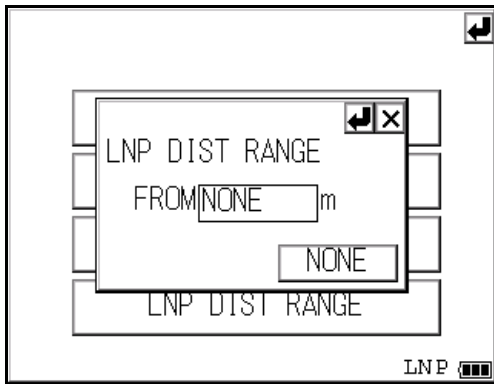 LNP DIST RANGE
FROM NONE m
NONE
LNP DIST RANGE
LNP